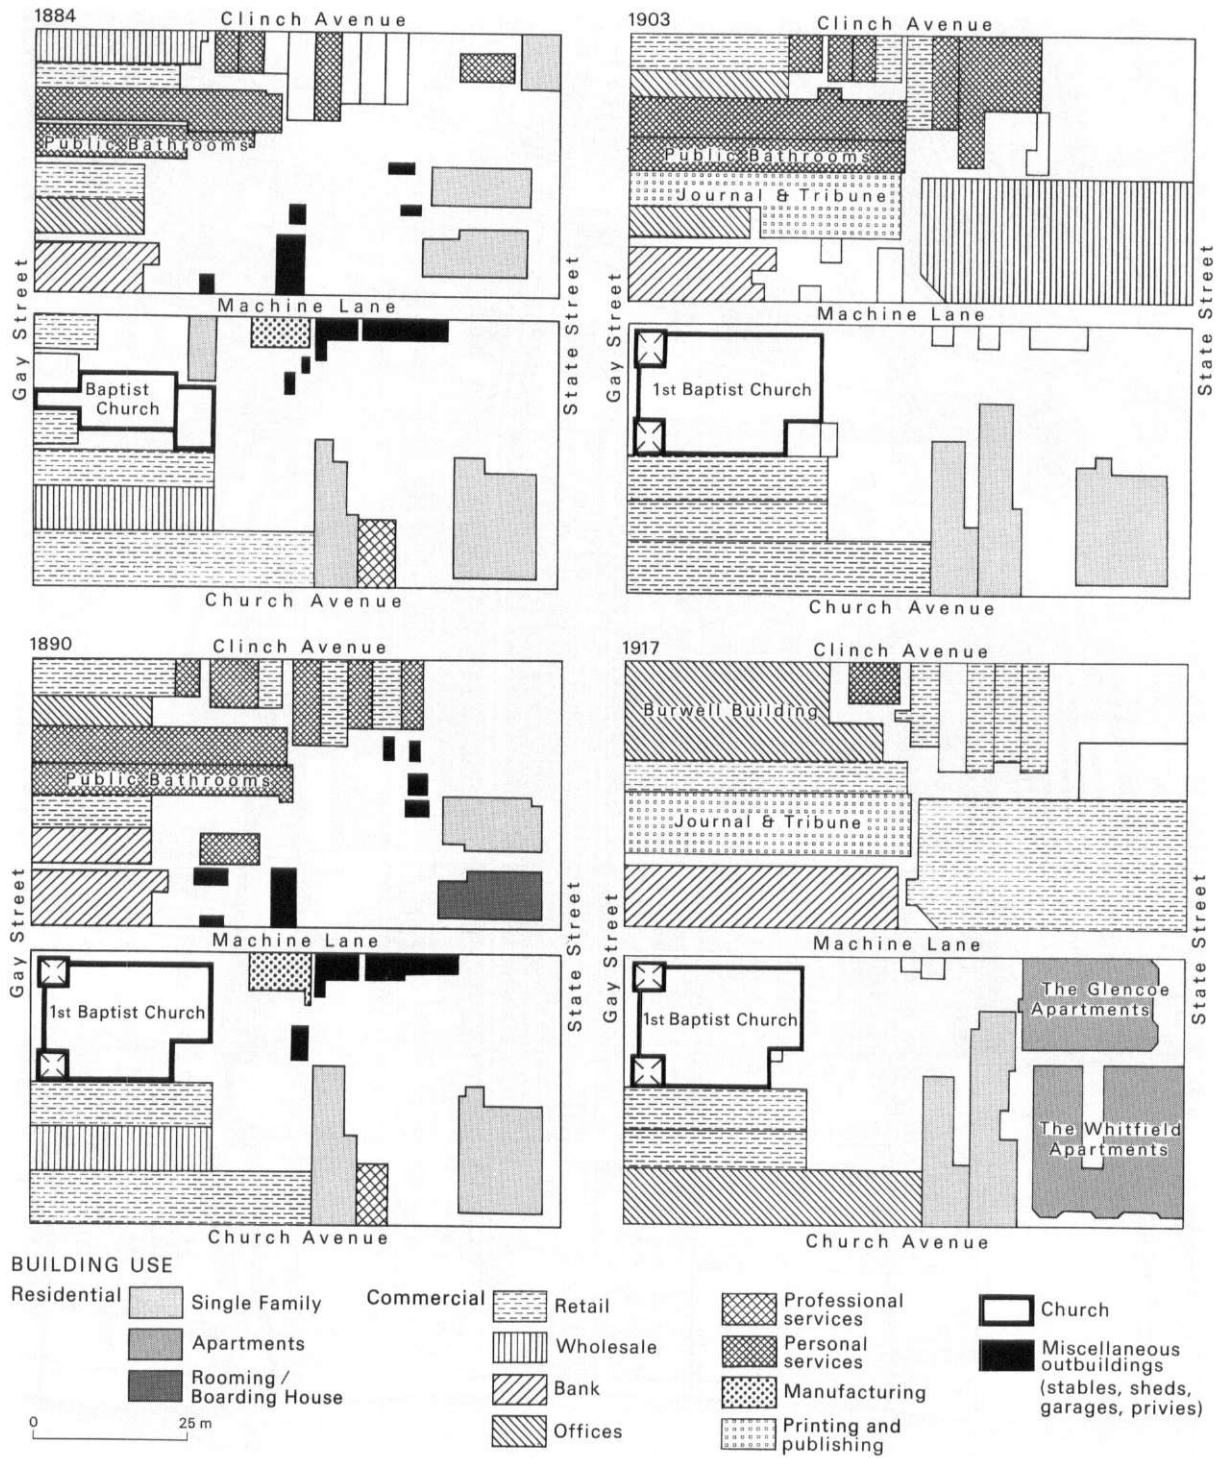 1884
Clinch Avenue
Public Bathrooms
Gay Street
State Street
Machine Lane
Baptist
Church
Church Avenue
1903
Clinch Avenue
Public Bathrooms
Journal & Tribune
Gay Street
State Street
Machine Lane
1st Baptist Church
Church Avenue
1890
Clinch Avenue
Public Bathrooms
Gay Street
State Street
Machine Lane
1st Baptist Church
Church Avenue
1917
Clinch Avenue
Burwell Building
Journal & Tribune
Gay Street
State Street
Machine Lane
1st Baptist Church
The Glencoe
Apartments
The Whitfield
Apartments
Church Avenue
BUILDING USE
Residential
Single Family
Apartments
Rooming /
Boarding House
0 25 m
Commercial
Retail
Wholesale
Bank
Offices
Professional
services
Personal
services
Manufacturing
Printing and
publishing
Church
Miscellaneous
outbuildings
(stables, sheds,
garages, privies)